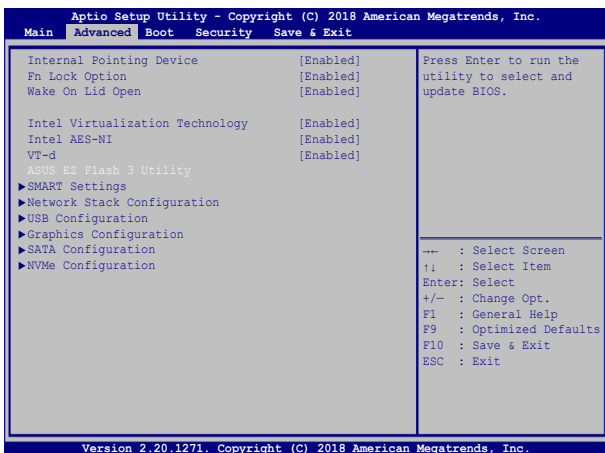 Aptio Setup Utility - Copyright (C) 2018 American Megatrends, Inc.
Main Advanced Boot Security Save & Exit
Internal Pointing Device [Enabled]
Fn Lock Option [Enabled]
Wake On Lid Open [Enabled]
Intel Virtualization Technology [Enabled]
Intel AES-NI [Enabled]
VT-d [Enabled]
ASUS EZ Flash 3 Utility
▶SMART Settings
▶Network Stack Configuration
▶USB Configuration
▶Graphics Configuration
▶SATA Configuration
▶NVMe Configuration
Press Enter to run the
utility to select and
update BIOS.
→← : Select Screen
↑↓ : Select Item
Enter: Select
+/— : Change Opt.
F1 : General Help
F9 : Optimized Defaults
F10 : Save & Exit
ESC : Exit
Version 2.20.1271. Copyright (C) 2018 American Megatrends, Inc.